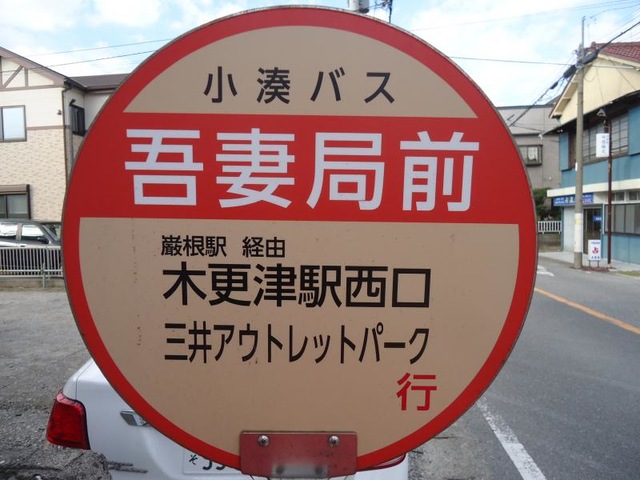 小湊バス
吾妻局前
巌根駅 経由
木更津駅西口
三井アウトレットパーク
行